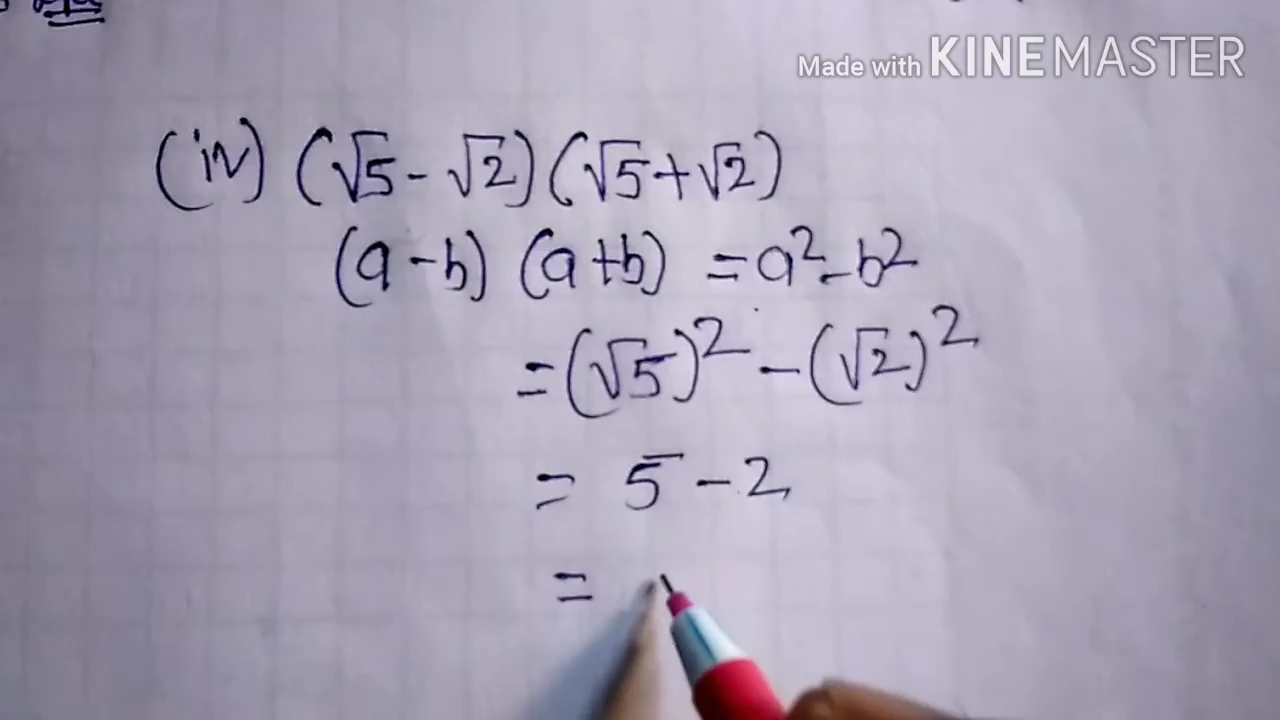 Made with KINEMASTER
(iv) (√5 - √2) (√5 + √2)
(a - b) (a + b) = a² - b²
= (√5)² - (√2)²
= 5 - 2
=